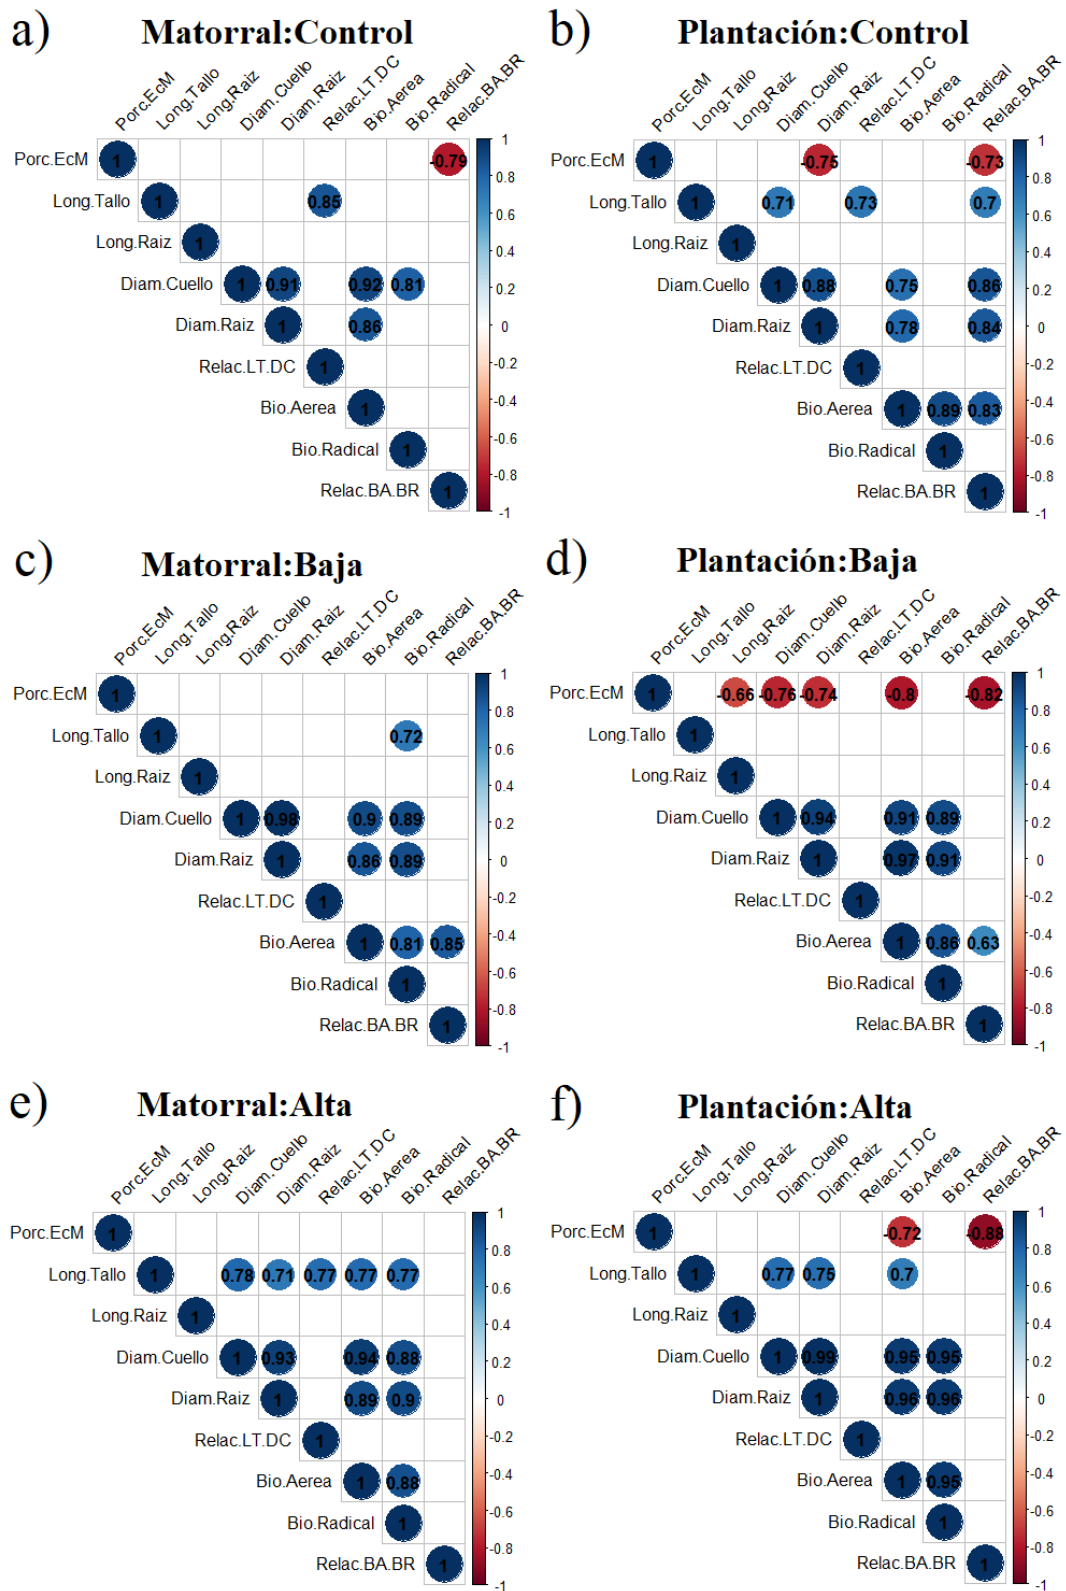 a) Matorral:Control
Porc.EcM Long.Tallo Long.Raiz Diam.Cuello Diam.Raiz Relac.LT.DC Bio.Aerea Bio.Radical Relac.BA.BR
Porc.EcM 1 -0.79
Long.Tallo 1 0.85
Long.Raiz 1
Diam.Cuello 1 0.91 0.92 0.81
Diam.Raiz 1 0.86
Relac.LT.DC 1
Bio.Aerea 1
Bio.Radical 1
Relac.BA.BR 1
1
0.8
0.6
0.4
0.2
0
-0.2
-0.4
-0.6
-0.8
-1
b) Plantación:Control
Porc.EcM Long.Tallo Long.Raiz Diam.Cuello Diam.Raiz Relac.LT.DC Bio.Aerea Bio.Radical Relac.BA.BR
Porc.EcM 1 -0.75 -0.73
Long.Tallo 1 0.71 0.73 0.7
Long.Raiz 1
Diam.Cuello 1 0.88 0.75 0.86
Diam.Raiz 1 0.78 0.84
Relac.LT.DC 1
Bio.Aerea 1 0.89 0.83
Bio.Radical 1
Relac.BA.BR 1
1
0.8
0.6
0.4
0.2
0
-0.2
-0.4
-0.6
-0.8
-1
c) Matorral:Baja
Porc.EcM Long.Tallo Long.Raiz Diam.Cuello Diam.Raiz Relac.LT.DC Bio.Aerea Bio.Radical Relac.BA.BR
Porc.EcM 1
Long.Tallo 1 0.72
Long.Raiz 1
Diam.Cuello 1 0.98 0.9 0.89
Diam.Raiz 1 0.86 0.89
Relac.LT.DC 1
Bio.Aerea 1 0.81 0.85
Bio.Radical 1
Relac.BA.BR 1
1
0.8
0.6
0.4
0.2
0
-0.2
-0.4
-0.6
-0.8
-1
d) Plantación:Baja
Porc.EcM Long.Tallo Long.Raiz Diam.Cuello Diam.Raiz Relac.LT.DC Bio.Aerea Bio.Radical Relac.BA.BR
Porc.EcM 1 -0.66 -0.76 -0.74 -0.8 -0.82
Long.Tallo 1
Long.Raiz 1
Diam.Cuello 1 0.94 0.91 0.89
Diam.Raiz 1 0.97 0.91
Relac.LT.DC 1
Bio.Aerea 1 0.86 0.63
Bio.Radical 1
Relac.BA.BR 1
1
0.8
0.6
0.4
0.2
0
-0.2
-0.4
-0.6
-0.8
-1
e) Matorral:Alta
Porc.EcM Long.Tallo Long.Raiz Diam.Cuello Diam.Raiz Relac.LT.DC Bio.Aerea Bio.Radical Relac.BA.BR
Porc.EcM 1
Long.Tallo 1 0.78 0.71 0.77 0.77 0.77
Long.Raiz 1
Diam.Cuello 1 0.93 0.94 0.88
Diam.Raiz 1 0.89 0.9
Relac.LT.DC 1
Bio.Aerea 1 0.88
Bio.Radical 1
Relac.BA.BR 1
1
0.8
0.6
0.4
0.2
0
-0.2
-0.4
-0.6
-0.8
-1
f) Plantación:Alta
Porc.EcM Long.Tallo Long.Raiz Diam.Cuello Diam.Raiz Relac.LT.DC Bio.Aerea Bio.Radical Relac.BA.BR
Porc.EcM 1 -0.72 -0.88
Long.Tallo 1 0.77 0.75 0.7
Long.Raiz 1
Diam.Cuello 1 0.99 0.95 0.95
Diam.Raiz 1 0.96 0.96
Relac.LT.DC 1
Bio.Aerea 1 0.95
Bio.Radical 1
Relac.BA.BR 1
1
0.8
0.6
0.4
0.2
0
-0.2
-0.4
-0.6
-0.8
-1